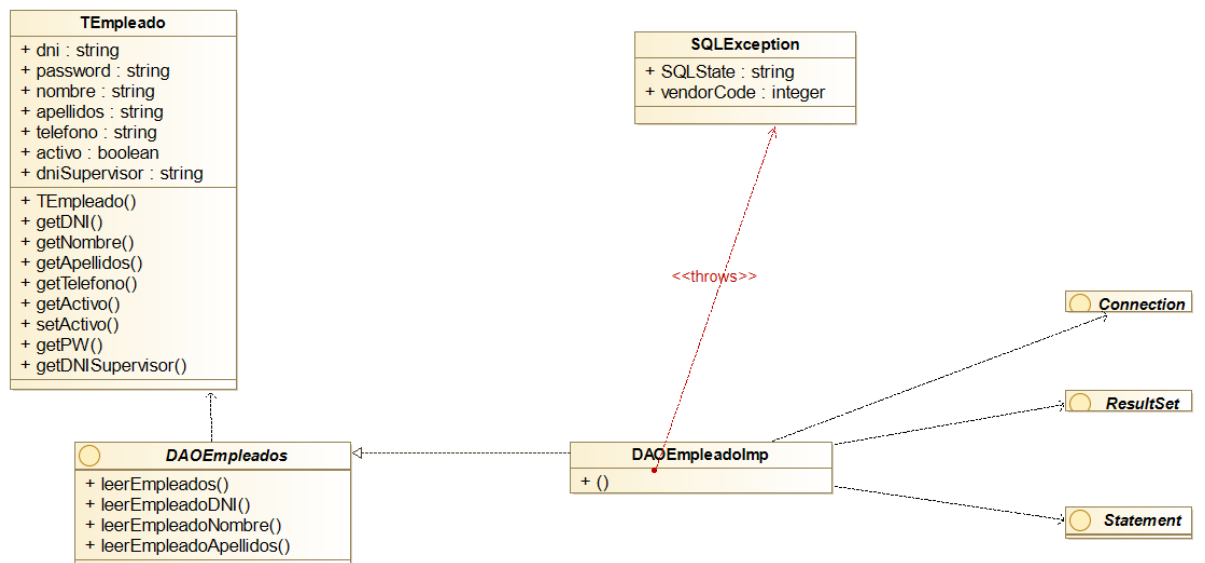 TEmpleado
+ dni : string
+ password : string
+ nombre : string
+ apellidos : string
+ telefono : string
+ activo : boolean
+ dniSupervisor : string
+ TEmpleado()
+ getDNI()
+ getNombre()
+ getApellidos()
+ getTelefono()
+ getActivo()
+ setActivo()
+ getPW()
+ getDNISupervisor()
SQLException
+ SQLState : string
+ vendorCode : integer
<<throws>>
Connection
ResultSet
Statement
DAOEmpleados
+ leerEmpleados()
+ leerEmpleadoDNI()
+ leerEmpleadoNombre()
+ leerEmpleadoApellidos()
DAOEmpleadoImp
+ ()